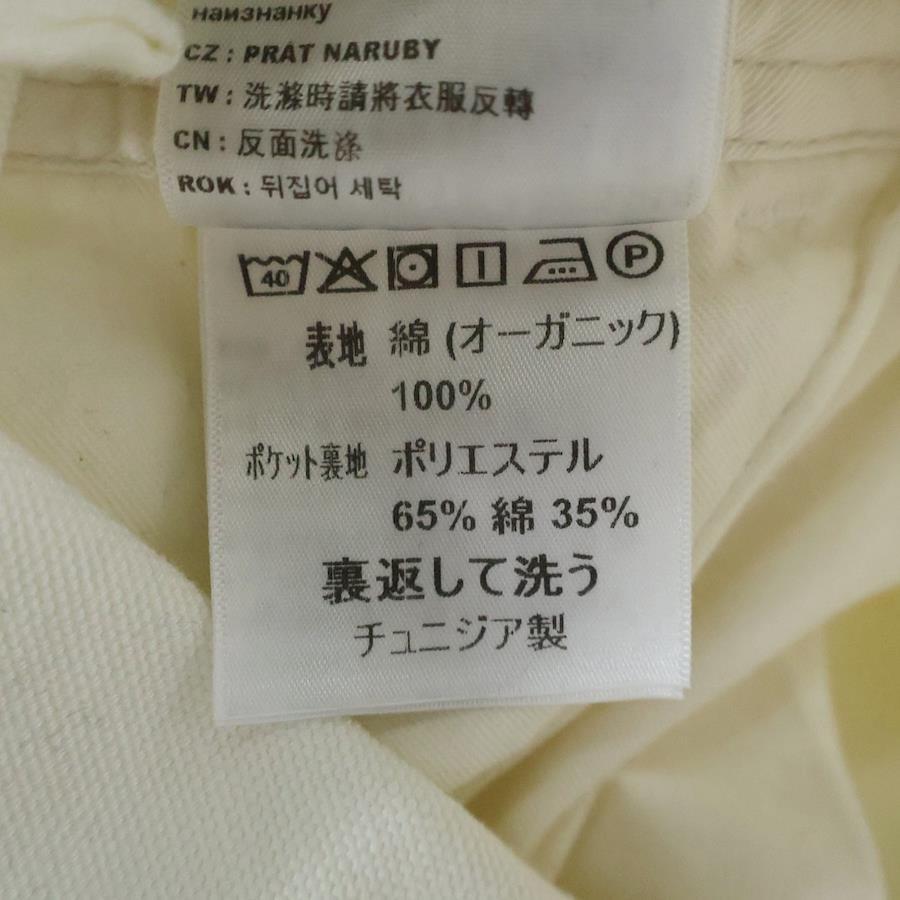 наизнанку
CZ : PRAT NARUBY
TW : 洗滌時請將衣服反轉
CN : 反面洗涤
ROK : 뒤집어 세탁
40
P
表地 綿 (オーガニック)
100%
ポケット裏地 ポリエステル
65% 綿 35%
裏返して洗う
チュニジア製